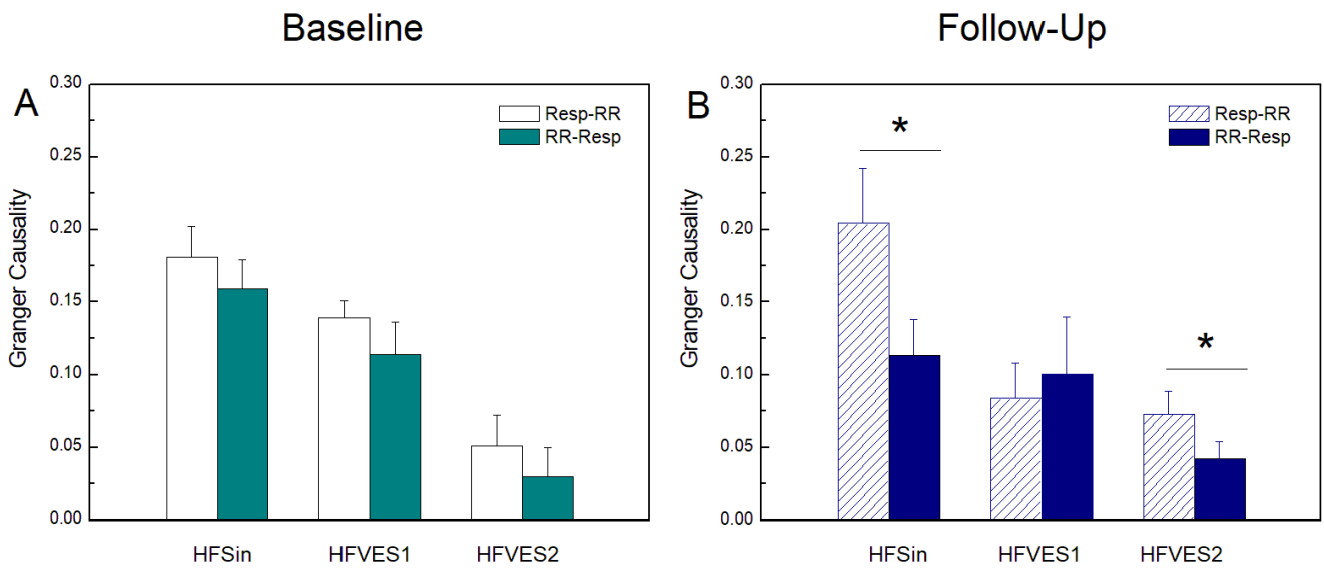 Baseline
Follow-Up
A
0.30
0.25
0.20
0.15
0.10
0.05
0.00
Granger Causality
Resp-RR
RR-Resp
HFSin
HFVES1
HFVES2
B
0.30
0.25
0.20
0.15
0.10
0.05
0.00
Granger Causality
Resp-RR
RR-Resp
*
*
HFSin
HFVES1
HFVES2